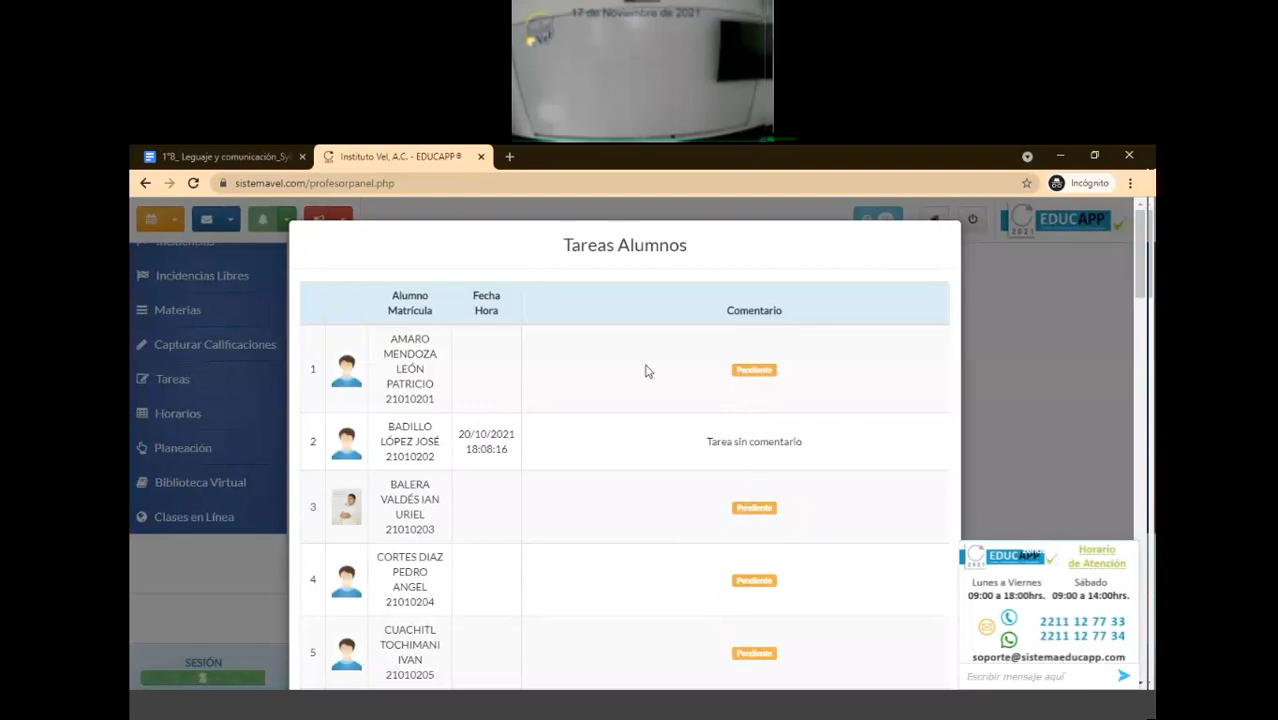 17 de Noviembre de 2021
Vel
1°B_ Leguaje y comunicación_Syl
Instituto Vel, A.C. - EDUCAPP®
sistemavel.com/profesorpanel.php
Incógnito
EDUCAPP
2021
Incidencias
Incidencias Libres
Materias
Capturar Calificaciones
Tareas
Horarios
Planeación
Biblioteca Virtual
Clases en Línea
SESIÓN
Tareas Alumnos
Alumno
Matrícula
Fecha
Hora
Comentario
1
AMARO
MENDOZA
LEÓN
PATRICIO
21010201
Pendiente
2
BADILLO
LÓPEZ JOSÉ
21010202
20/10/2021
18:08:16
Tarea sin comentario
3
BALERA
VALDÉS IAN
URIEL
21010203
Pendiente
4
CORTES DIAZ
PEDRO
ANGEL
21010204
Pendiente
5
CUACHITL
TOCHIMANI
IVAN
21010205
Pendiente
2021
EDUCAPP
Horario
de Atención
Lunes a Viernes
09:00 a 18:00hrs.
Sábado
09:00 a 14:00hrs.
2211 12 77 33
2211 12 77 34
soporte@sistemaeducapp.com
Escribir mensaje aquí